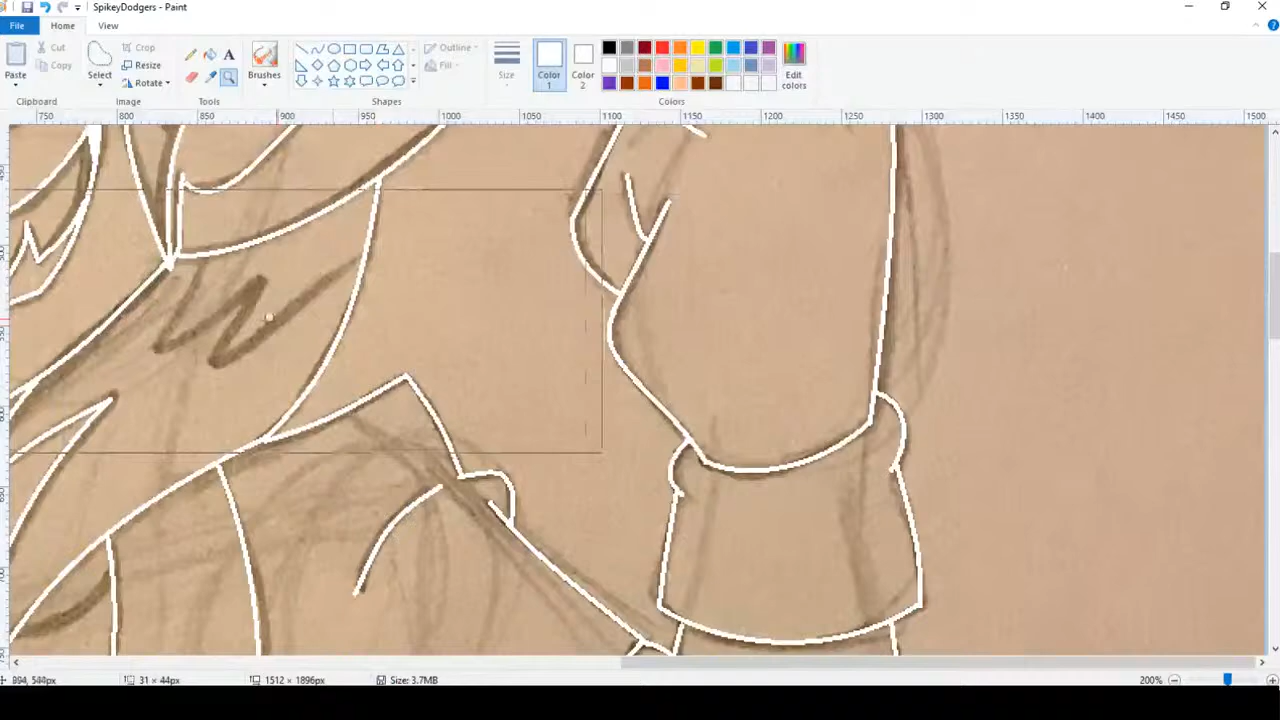 SpikeyDodgers - Paint
File Home View
Paste Cut Copy Select Crop Resize Rotate A Brushes Outline Fill Size Color 1 Color 2 Edit colors
Clipboard Image Tools Shapes Colors
750 800 850 900 950 1000 1050 1100 1150 1200 1250 1300 1350 1400 1450 1500
894, 544px 31 × 44px 1512 × 1896px Size: 3.7MB 200%